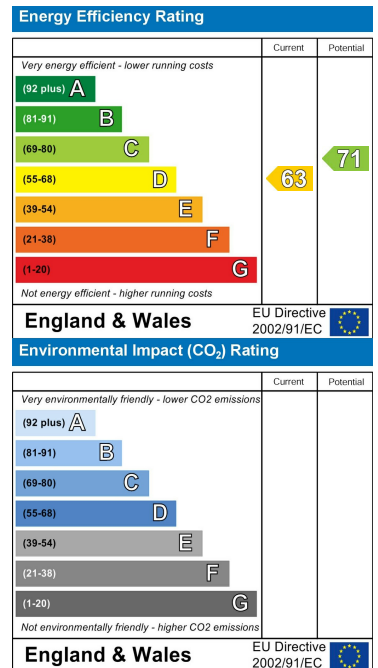 Energy Efficiency Rating
Current Potential
Very energy efficient - lower running costs
(92 plus) A
(81-91) B
(69-80) C
(55-68) D
(39-54) E
(21-38) F
(1-20) G
63
71
Not energy efficient - higher running costs
England & Wales
EU Directive
2002/91/EC
Environmental Impact (CO₂) Rating
Current Potential
Very environmentally friendly - lower CO2 emissions
(92 plus) A
(81-91) B
(69-80) C
(55-68) D
(39-54) E
(21-38) F
(1-20) G
Not environmentally friendly - higher CO2 emissions
England & Wales
EU Directive
2002/91/EC